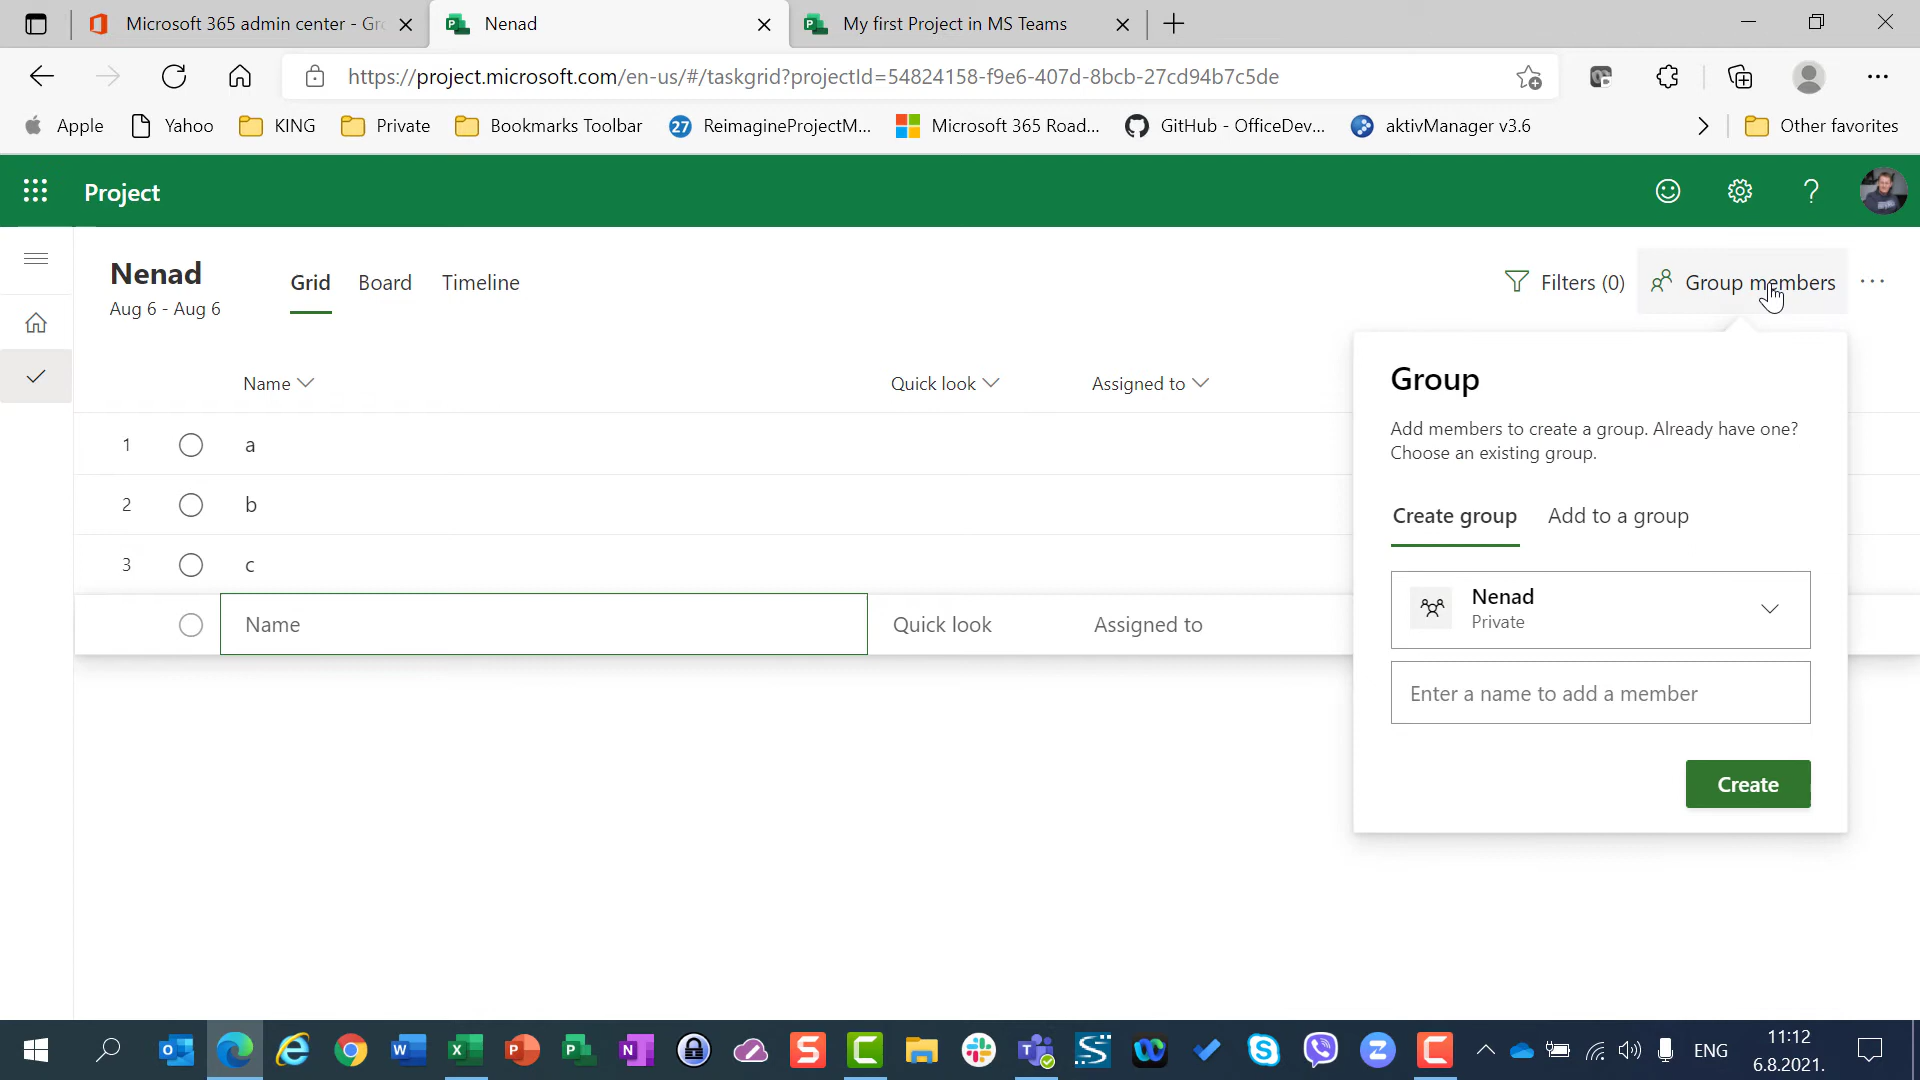 Microsoft 365 admin center - Gr
Nenad
My first Project in MS Teams
https://project.microsoft.com/en-us/#/taskgrid?projectId=54824158-f9e6-407d-8bcb-27cd94b7c5de
Apple
Yahoo
KING
Private
Bookmarks Toolbar
27
ReimagineProjectM...
Microsoft 365 Road...
GitHub - OfficeDev...
aktivManager v3.6
Other favorites
Project
Nenad
Aug 6 - Aug 6
Grid
Board
Timeline
Filters (0)
Group members
Name
Quick look
Assigned to
1
a
2
b
3
c
Name
Quick look
Assigned to
Group
Add members to create a group. Already have one?
Choose an existing group.
Create group
Add to a group
Nenad
Private
Enter a name to add a member
Create
ENG
11:12
6.8.2021.